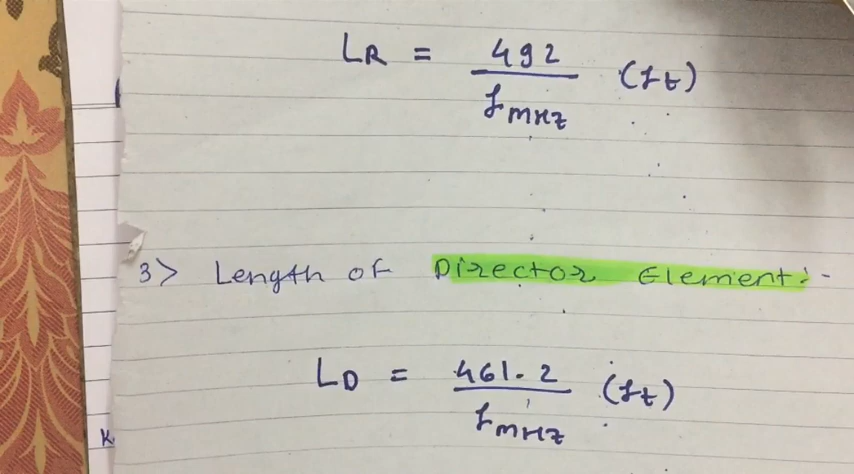 LR = 492 / fMHz (ft)
3> Length of Director Element:-
LD = 461.2 / fMHz (ft)
K